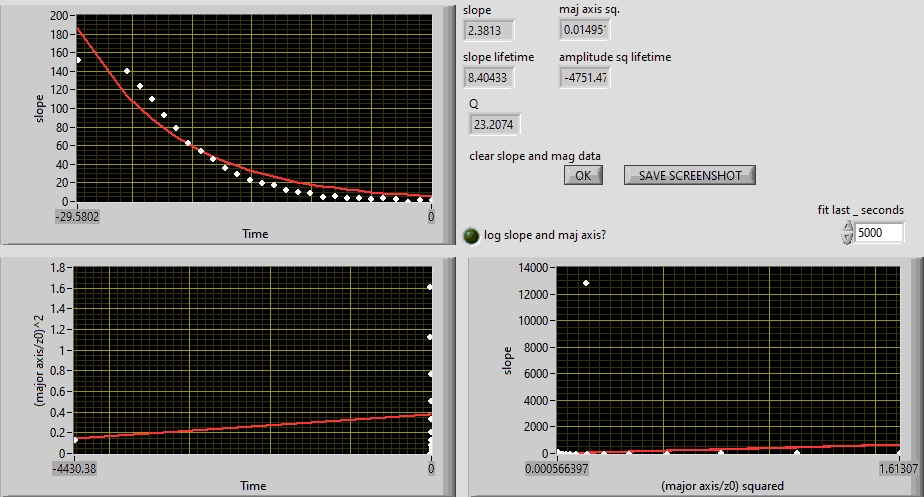 slope
maj axis sq.
2.3813
0.01495
slope lifetime
amplitude sq lifetime
8.40433
-4751.47
Q
23.2074
clear slope and mag data
OK
SAVE SCREENSHOT
fit last _ seconds
5000
log slope and maj axis?
200
180
160
140
120
100
80
60
40
20
0
slope
-29.5802
0
Time
1.8
1.6
1.4
1.2
1
0.8
0.6
0.4
0.2
0
(major axis/z0)^2
-4430.38
0
Time
14000
12000
10000
8000
6000
4000
2000
0
slope
0.000566397
1.61307
(major axis/z0) squared